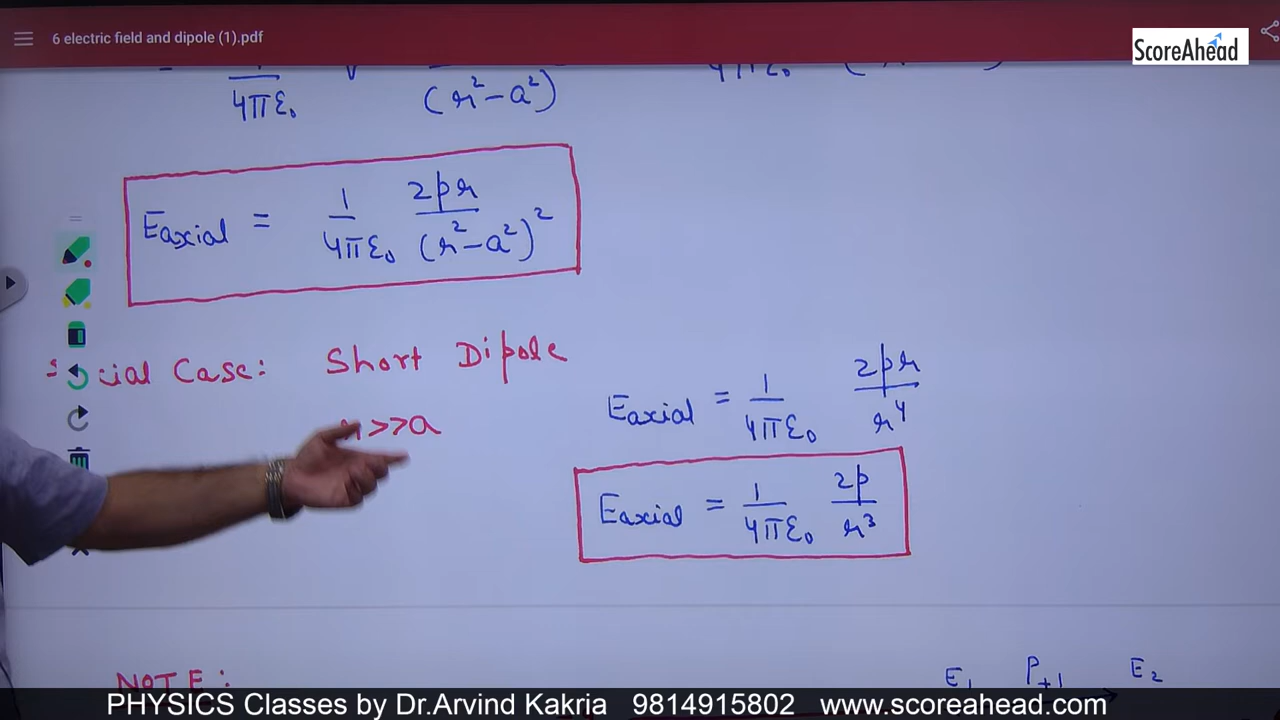 6 electric field and dipole (1).pdf
ScoreAhead
4πε₀ (r²-a²)
4πε₀
Eaxial = 1/4πε₀ 2pr/(r²-a²)²
cial Case: Short Dipole
r >>a
Eaxial = 1/4πε₀ 2pr/r⁴
Eaxial = 1/4πε₀ 2p/r³
NOTE:
E₁ P+1 E₂
PHYSICS Classes by Dr.Arvind Kakria 9814915802 www.scoreahead.com